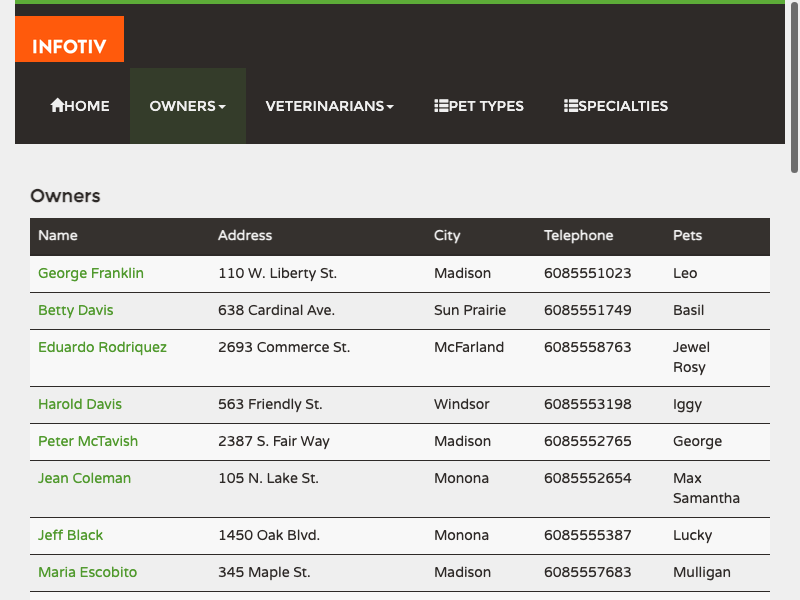 INFOTIV
HOME OWNERS VETERINARIANS PET TYPES SPECIALTIES
Owners
Name Address City Telephone Pets
George Franklin 110 W. Liberty St. Madison 6085551023 Leo
Betty Davis 638 Cardinal Ave. Sun Prairie 6085551749 Basil
Eduardo Rodriquez 2693 Commerce St. McFarland 6085558763 Jewel
Rosy
Harold Davis 563 Friendly St. Windsor 6085553198 Iggy
Peter McTavish 2387 S. Fair Way Madison 6085552765 George
Jean Coleman 105 N. Lake St. Monona 6085552654 Max
Samantha
Jeff Black 1450 Oak Blvd. Monona 6085555387 Lucky
Maria Escobito 345 Maple St. Madison 6085557683 Mulligan